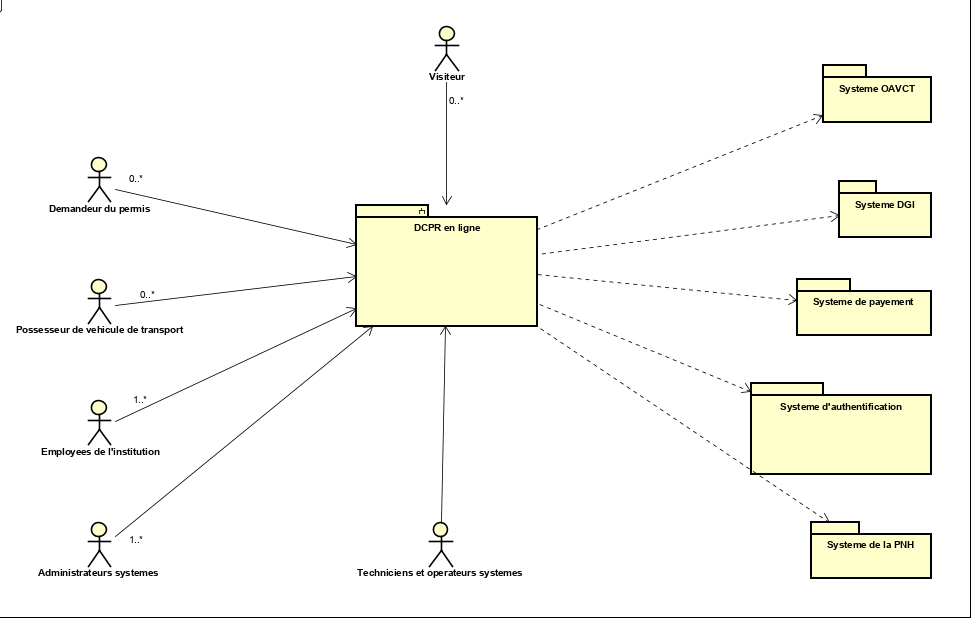 Visiteur
0..*
Systeme OAVCT
0..*
Demandeur du permis
Systeme DGI
DCPR en ligne
0..*
Systeme de payement
Possesseur de vehicule de transport
1..*
Systeme d'authentification
Employees de l'institution
1..*
Systeme de la PNH
Administrateurs systemes
Techniciens et operateurs systemes